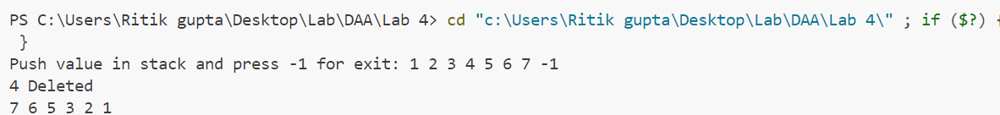 PS C:\Users\Ritik gupta\Desktop\Lab\DAA\Lab 4> cd "c:\Users\Ritik gupta\Desktop\Lab\DAA\Lab 4\" ; if ($?) {
}
Push value in stack and press -1 for exit: 1 2 3 4 5 6 7 -1
4 Deleted
7 6 5 3 2 1